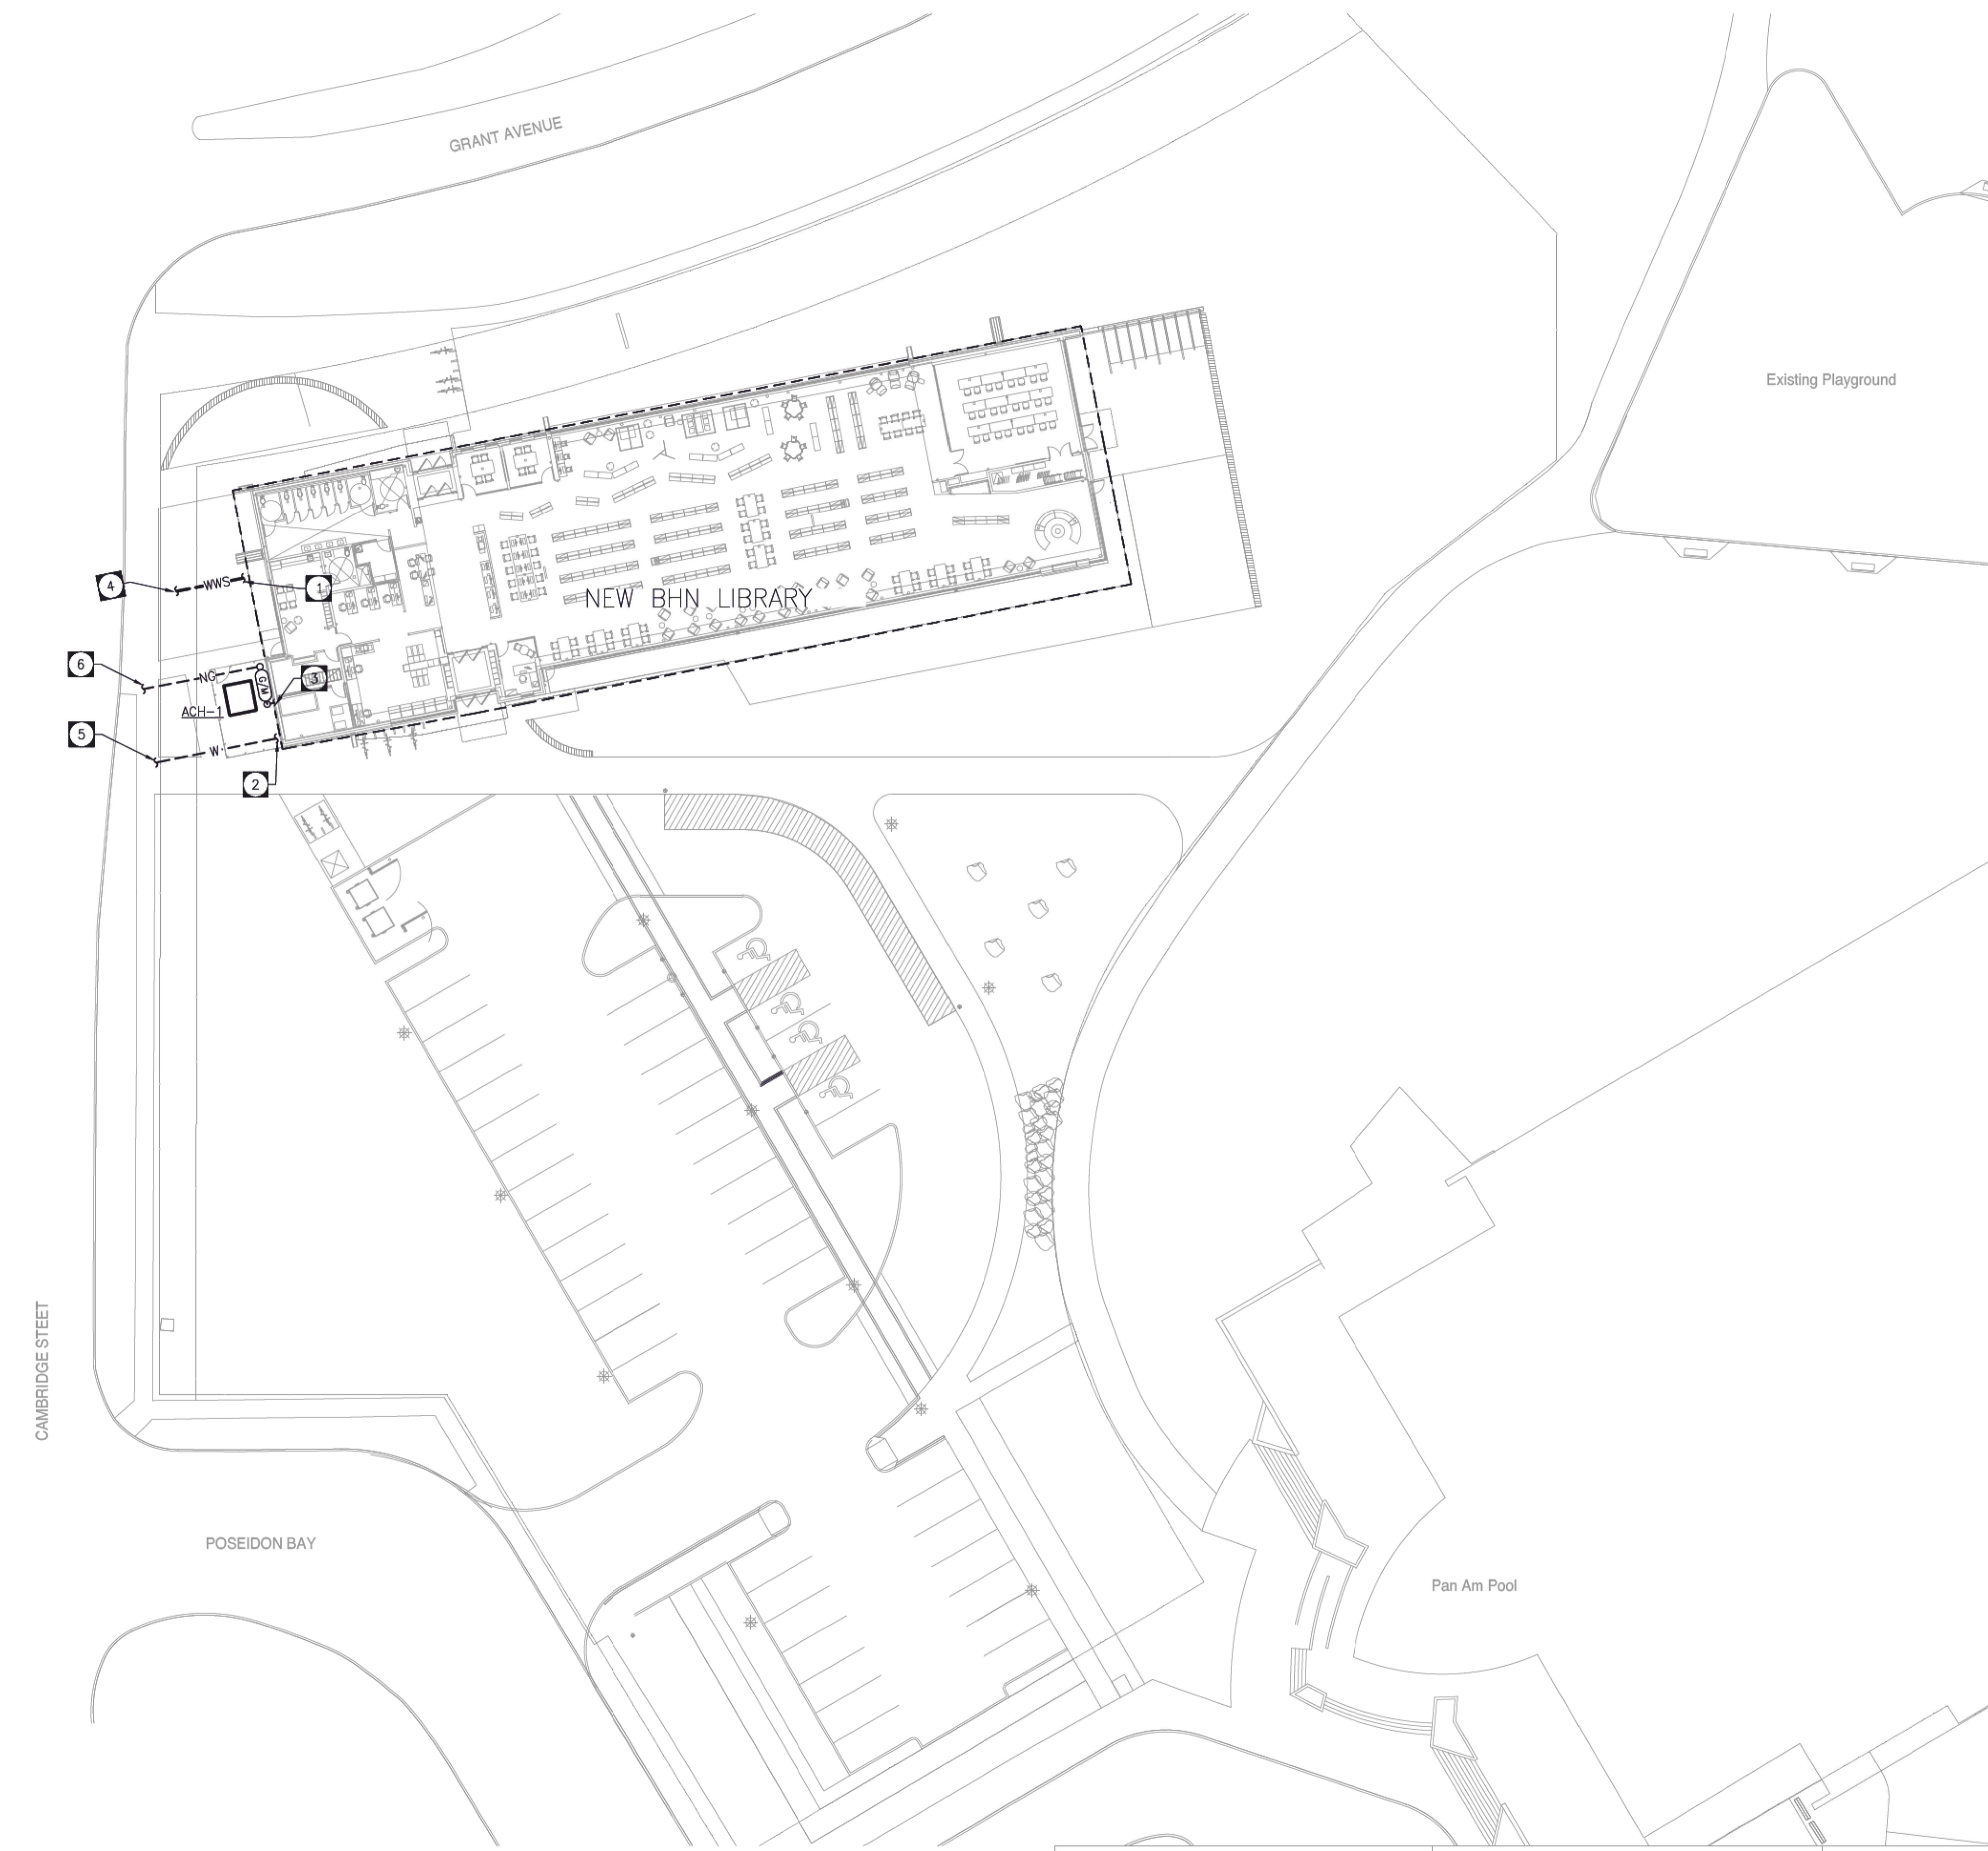 GRANT AVENUE
Existing Playground
NEW BHN LIBRARY
4
WWS
1
6
NG
G/M
3
ACH-1
5
W
2
CAMBRIDGE STEET
POSEIDON BAY
Pan Am Pool